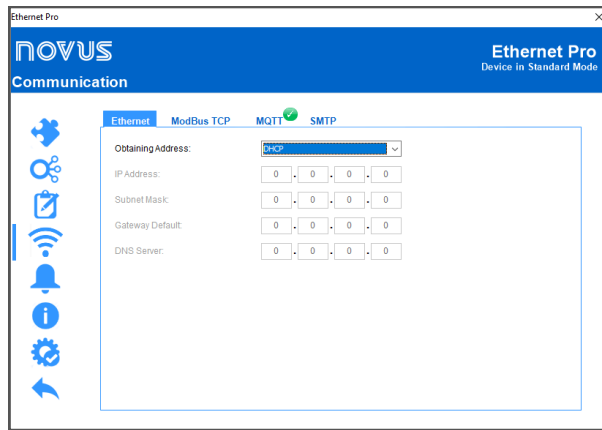 Ethernet Pro
NOVUS
Ethernet Pro
Device in Standard Mode
Communication
Ethernet ModBus TCP MQTT SMTP
Obtaining Address: DHCP
IP Address: 0 . 0 . 0 . 0
Subnet Mask: 0 . 0 . 0 . 0
Gateway Default: 0 . 0 . 0 . 0
DNS Server: 0 . 0 . 0 . 0